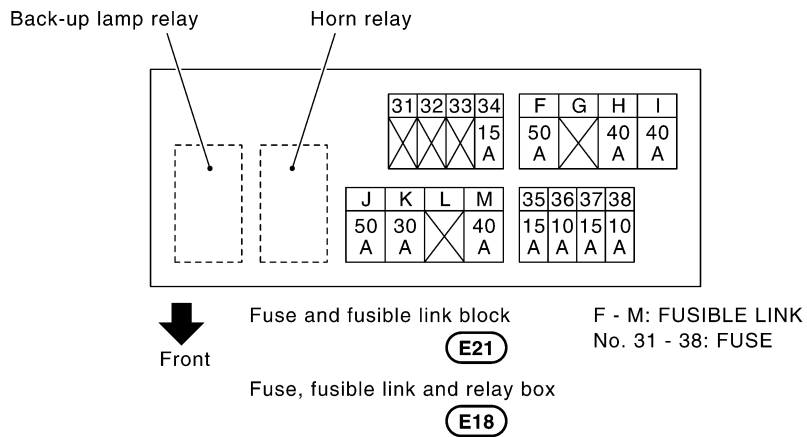 Back-up lamp relay Horn relay
31 32 33 34 F G H I
15 A 50 A 40 A 40 A
J K L M 35 36 37 38
50 A 30 A 40 A 15 A 10 A 15 A 10 A
Front
Fuse and fusible link block
E21
Fuse, fusible link and relay box
E18
F - M: FUSIBLE LINK
No. 31 - 38: FUSE